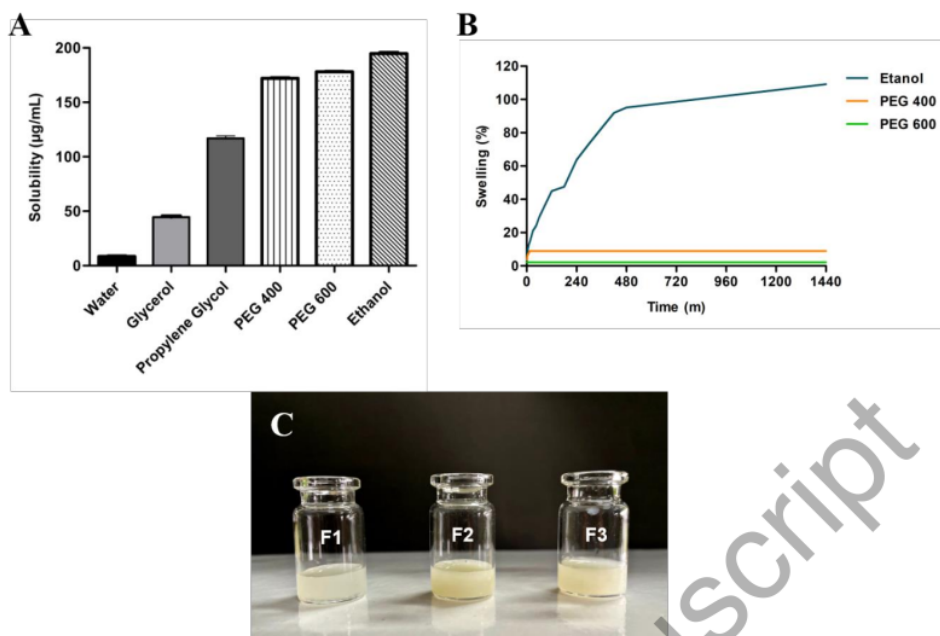 A
Solubility (µg/mL)
200
150
100
50
0
Water
Glycerol
Propylene Glycol
PEG 400
PEG 600
Ethanol
B
Swelling (%)
120
100
80
60
40
20
0
0 240 480 720 960 1200 1440
Time (m)
Etanol
PEG 400
PEG 600
C
F1 F2 F3